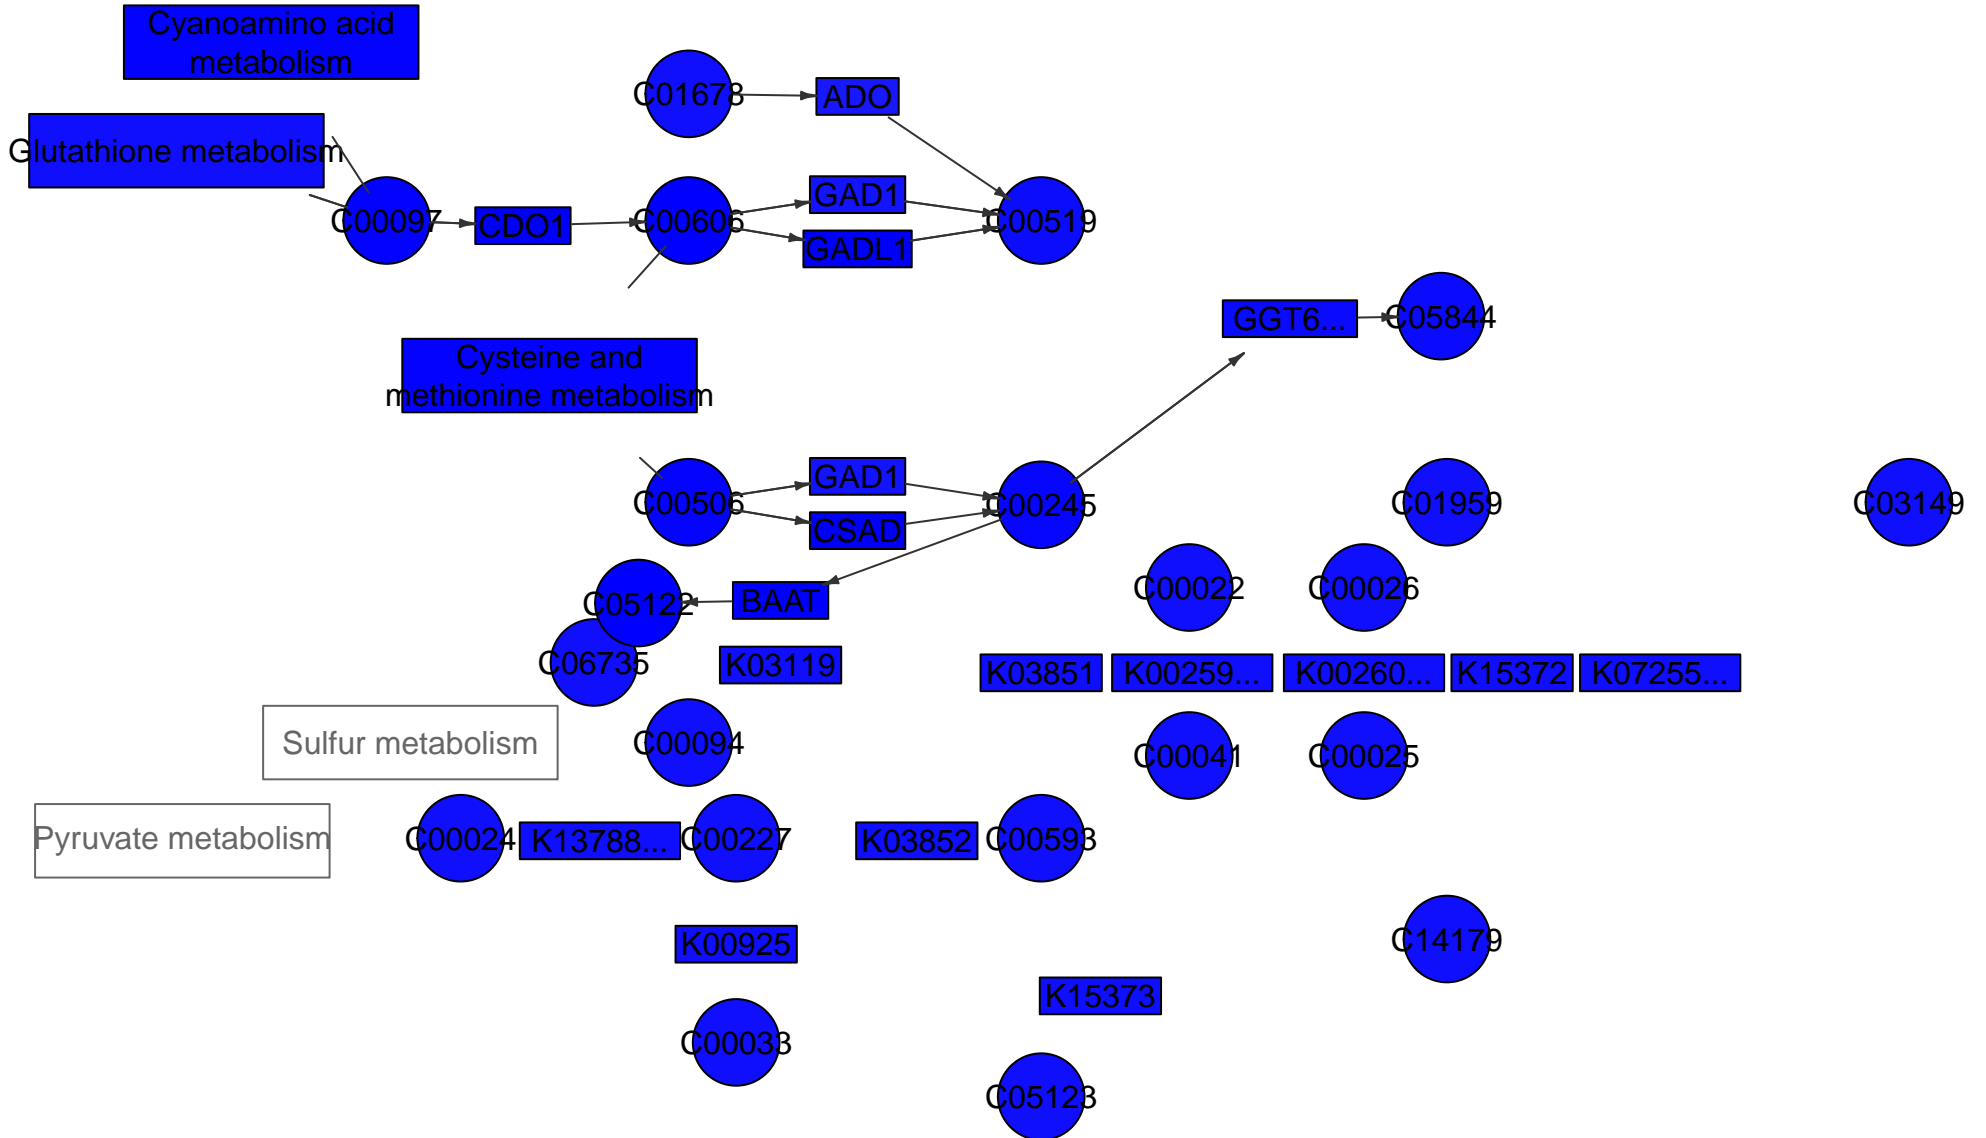 Cyanoamino acid
metabolism
C01678
ADO
Glutathione metabolism
C00097
CDO1
C00606
GAD1
GADL1
C00519
GGT6...
C05844
Cysteine and
methionine metabolism
C00506
GAD1
CSAD
C00245
C01959
C03149
C05122
BAAT
C00022
C00026
C06735
K03119
K03851
K00259...
K00260...
K15372
K07255...
Sulfur metabolism
C00094
C00041
C00025
Pyruvate metabolism
C00024
K13788...
C00227
K03852
C00593
K00925
C14179
K15373
C00033
C05123